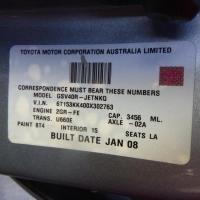 TOYOTA MOTOR CORPORATION AUSTRALIA LIMITED
CORRESPONDENCE MUST BEAR THESE NUMBERS
MODEL GSV40R-JETNKQ
V.I.N. 6T153KK400X302763
ENGINE 2GR-FE CAP. 3456 ML.
TRANS. U660E AXLE -02A
PAINT 8T4 INTERIOR 15 SEATS LA
BUILT DATE JAN 08